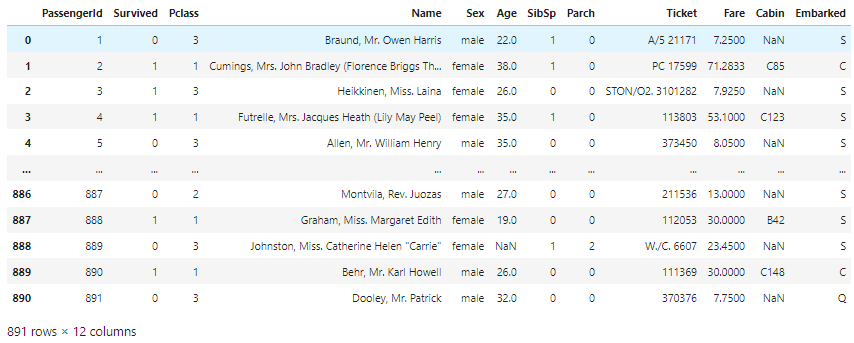 PassengerId Survived Pclass Name Sex Age SibSp Parch Ticket Fare Cabin Embarked
0 1 0 3 Braund, Mr. Owen Harris male 22.0 1 0 A/5 21171 7.2500 NaN S
1 2 1 1 Cumings, Mrs. John Bradley (Florence Briggs Th... female 38.0 1 0 PC 17599 71.2833 C85 C
2 3 1 3 Heikkinen, Miss. Laina female 26.0 0 0 STON/O2. 3101282 7.9250 NaN S
3 4 1 1 Futrelle, Mrs. Jacques Heath (Lily May Peel) female 35.0 1 0 113803 53.1000 C123 S
4 5 0 3 Allen, Mr. William Henry male 35.0 0 0 373450 8.0500 NaN S
... ... ... ... ... ... ... ... ... ... ... ... ...
886 887 0 2 Montvila, Rev. Juozas male 27.0 0 0 211536 13.0000 NaN S
887 888 1 1 Graham, Miss. Margaret Edith female 19.0 0 0 112053 30.0000 B42 S
888 889 0 3 Johnston, Miss. Catherine Helen "Carrie" female NaN 1 2 W./C. 6607 23.4500 NaN S
889 890 1 1 Behr, Mr. Karl Howell male 26.0 0 0 111369 30.0000 C148 C
890 891 0 3 Dooley, Mr. Patrick male 32.0 0 0 370376 7.7500 NaN Q
891 rows × 12 columns